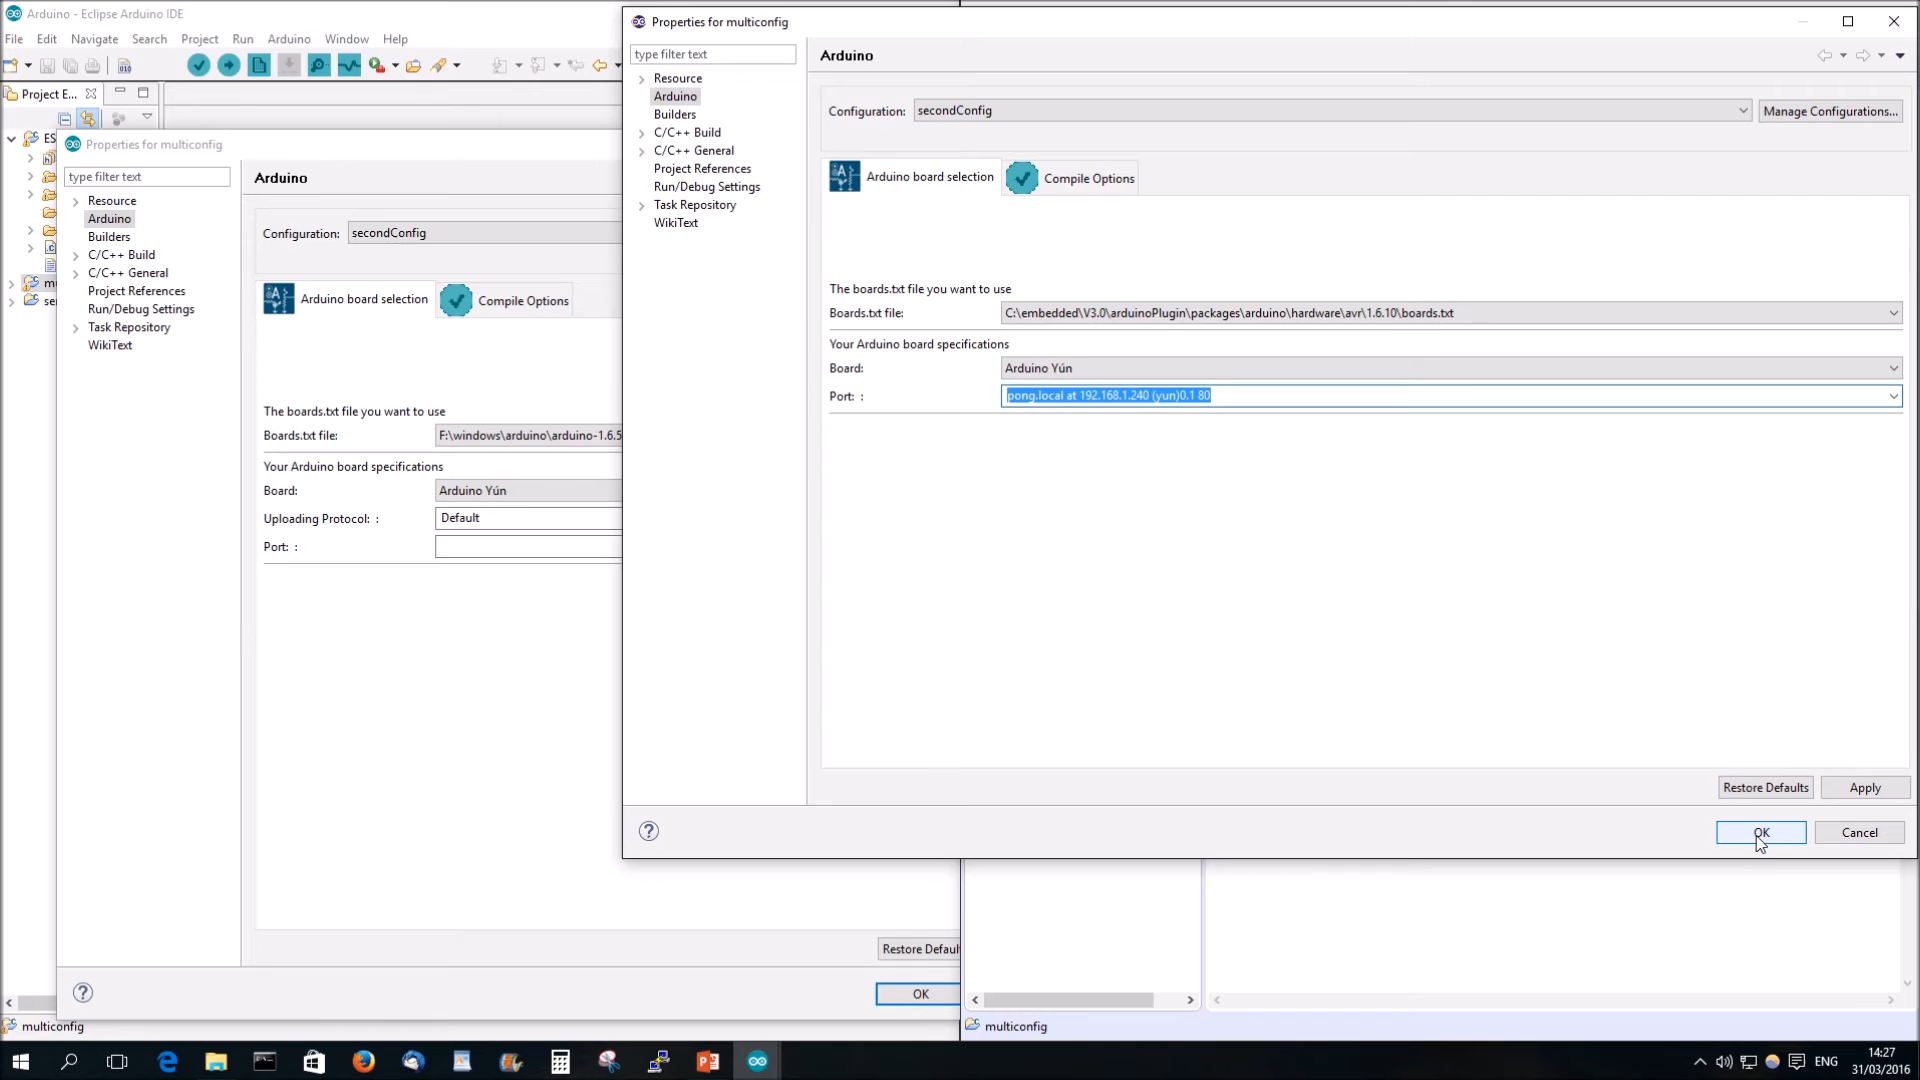 Arduino - Eclipse Arduino IDE
File Edit Navigate Search Project Run Arduino Window Help
Project E...
ES
mu
se
Properties for multiconfig
type filter text
Resource
Arduino
Builders
C/C++ Build
C/C++ General
Project References
Run/Debug Settings
Task Repository
WikiText
Arduino
Configuration: secondConfig
Arduino board selection
Compile Options
The boards.txt file you want to use
Boards.txt file: F:\windows\arduino\arduino-1.6.5
Your Arduino board specifications
Board: Arduino Yún
Uploading Protocol: : Default
Port: :
Restore Defaul
OK
multiconfig
Properties for multiconfig
type filter text
Resource
Arduino
Builders
C/C++ Build
C/C++ General
Project References
Run/Debug Settings
Task Repository
WikiText
Arduino
Configuration: secondConfig Manage Configurations...
Arduino board selection
Compile Options
The boards.txt file you want to use
Boards.txt file: C:\embedded\V3.0\arduinoPlugin\packages\arduino\hardware\avr\1.6.10\boards.txt
Your Arduino board specifications
Board: Arduino Yún
Port: : pong.local at 192.168.1.240 (yun)0.1 80
Restore Defaults Apply
OK Cancel
multiconfig
ENG
14:27
31/03/2016